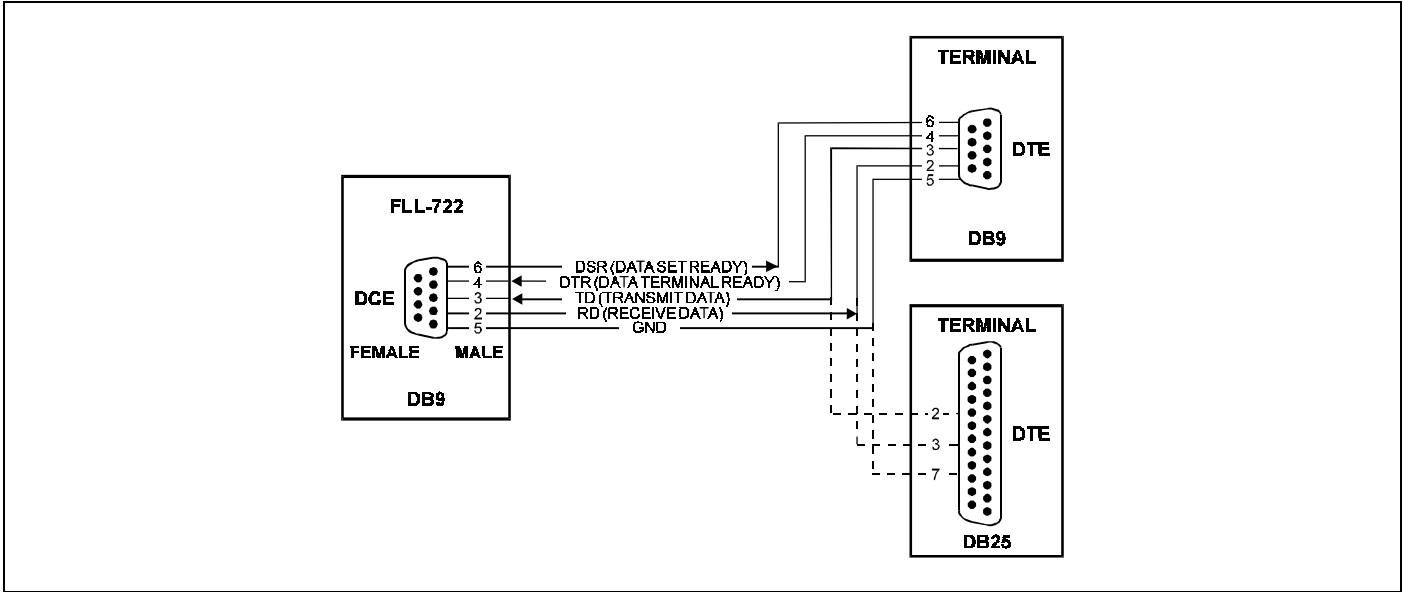 FLL-722
DCE
6
4
3
2
5
FEMALE MALE
DB9
DSR (DATA SET READY)
DTR (DATA TERMINAL READY)
TD (TRANSMIT DATA)
RD (RECEIVE DATA)
GND
TERMINAL
6
4
3
2
5
DTE
DB9
TERMINAL
2
3
7
DTE
DB25